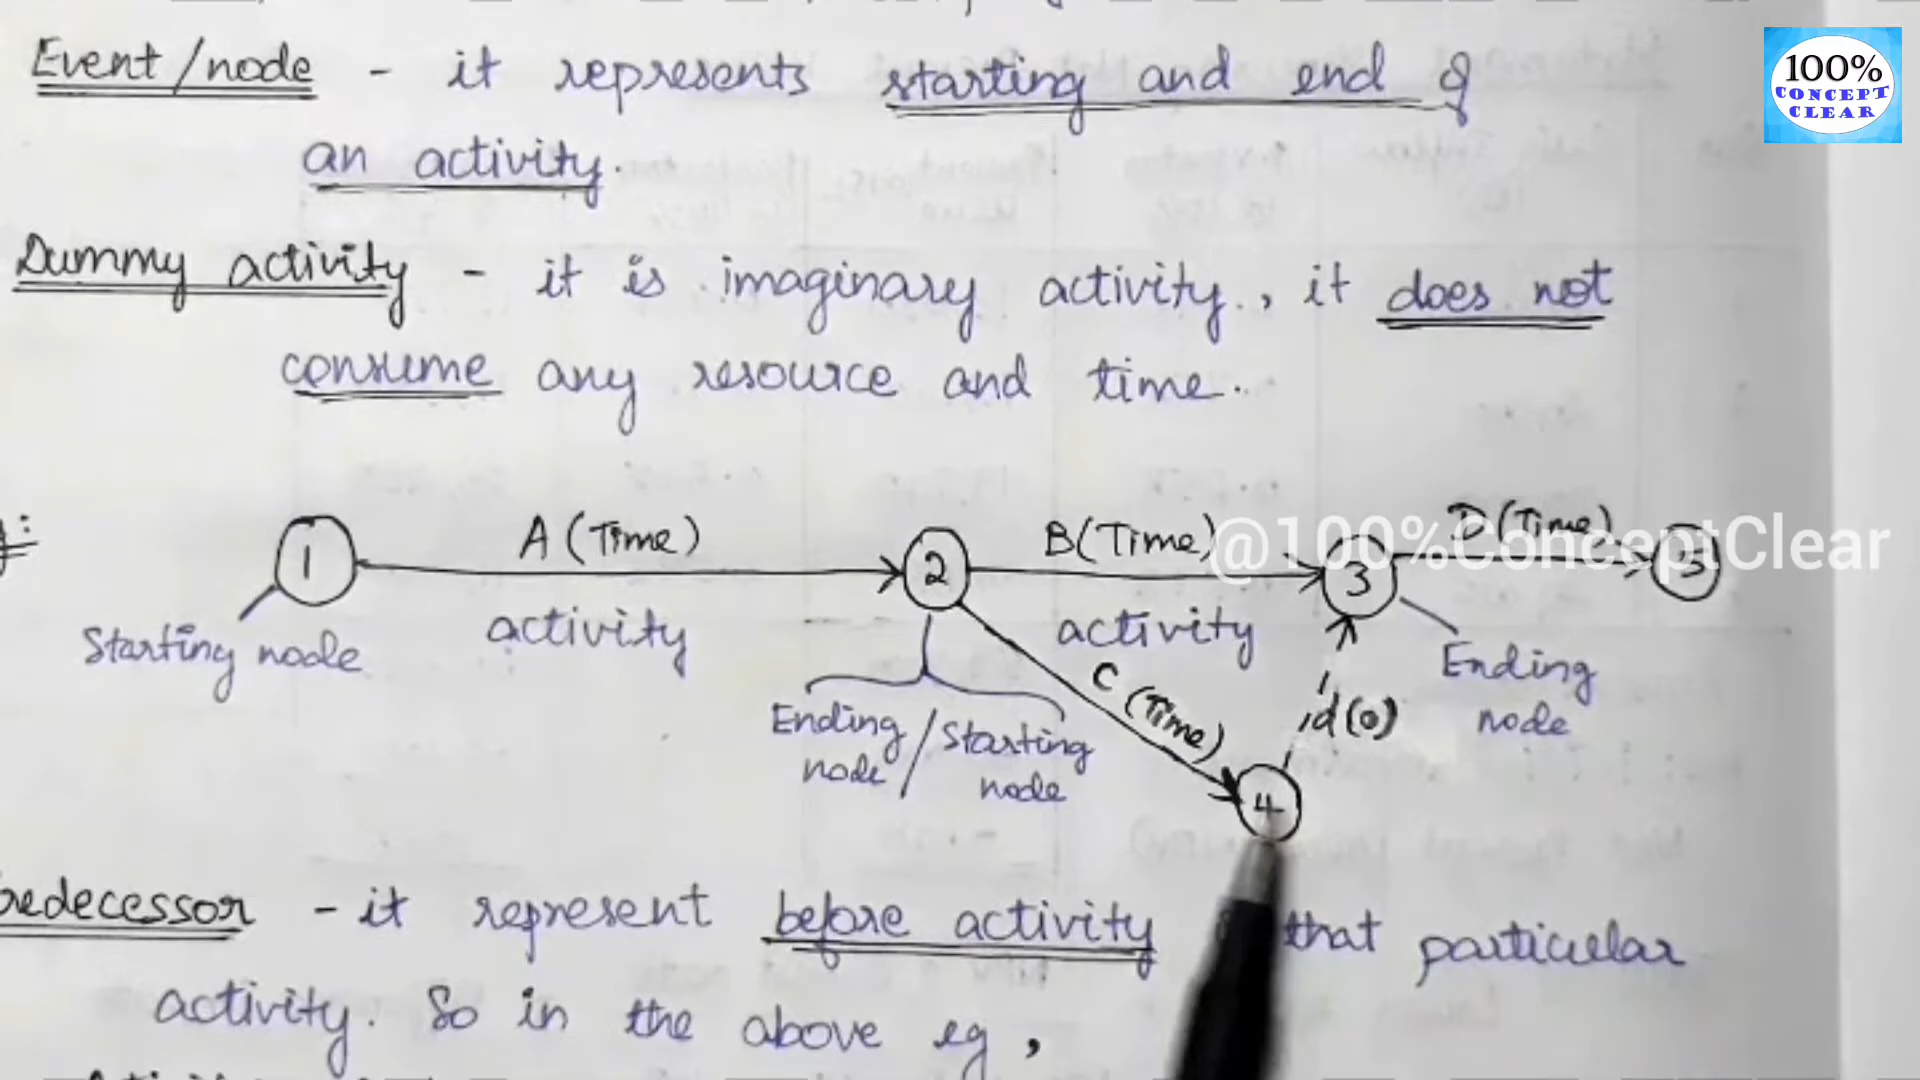 100%
CONCEPT
CLEAR
Event/node - it represents starting and end of
an activity.
Dummy activity - it is imaginary activity, it does not
consume any resource and time.
A (Time)
B(Time)
D(Time)
@100%ConceptClear
1
2
3
5
activity
activity
Starting node
C (Time)
d(0)
Ending
node
Ending
node / Starting
node
4
before activity
that particular
activity. So in the above eg,